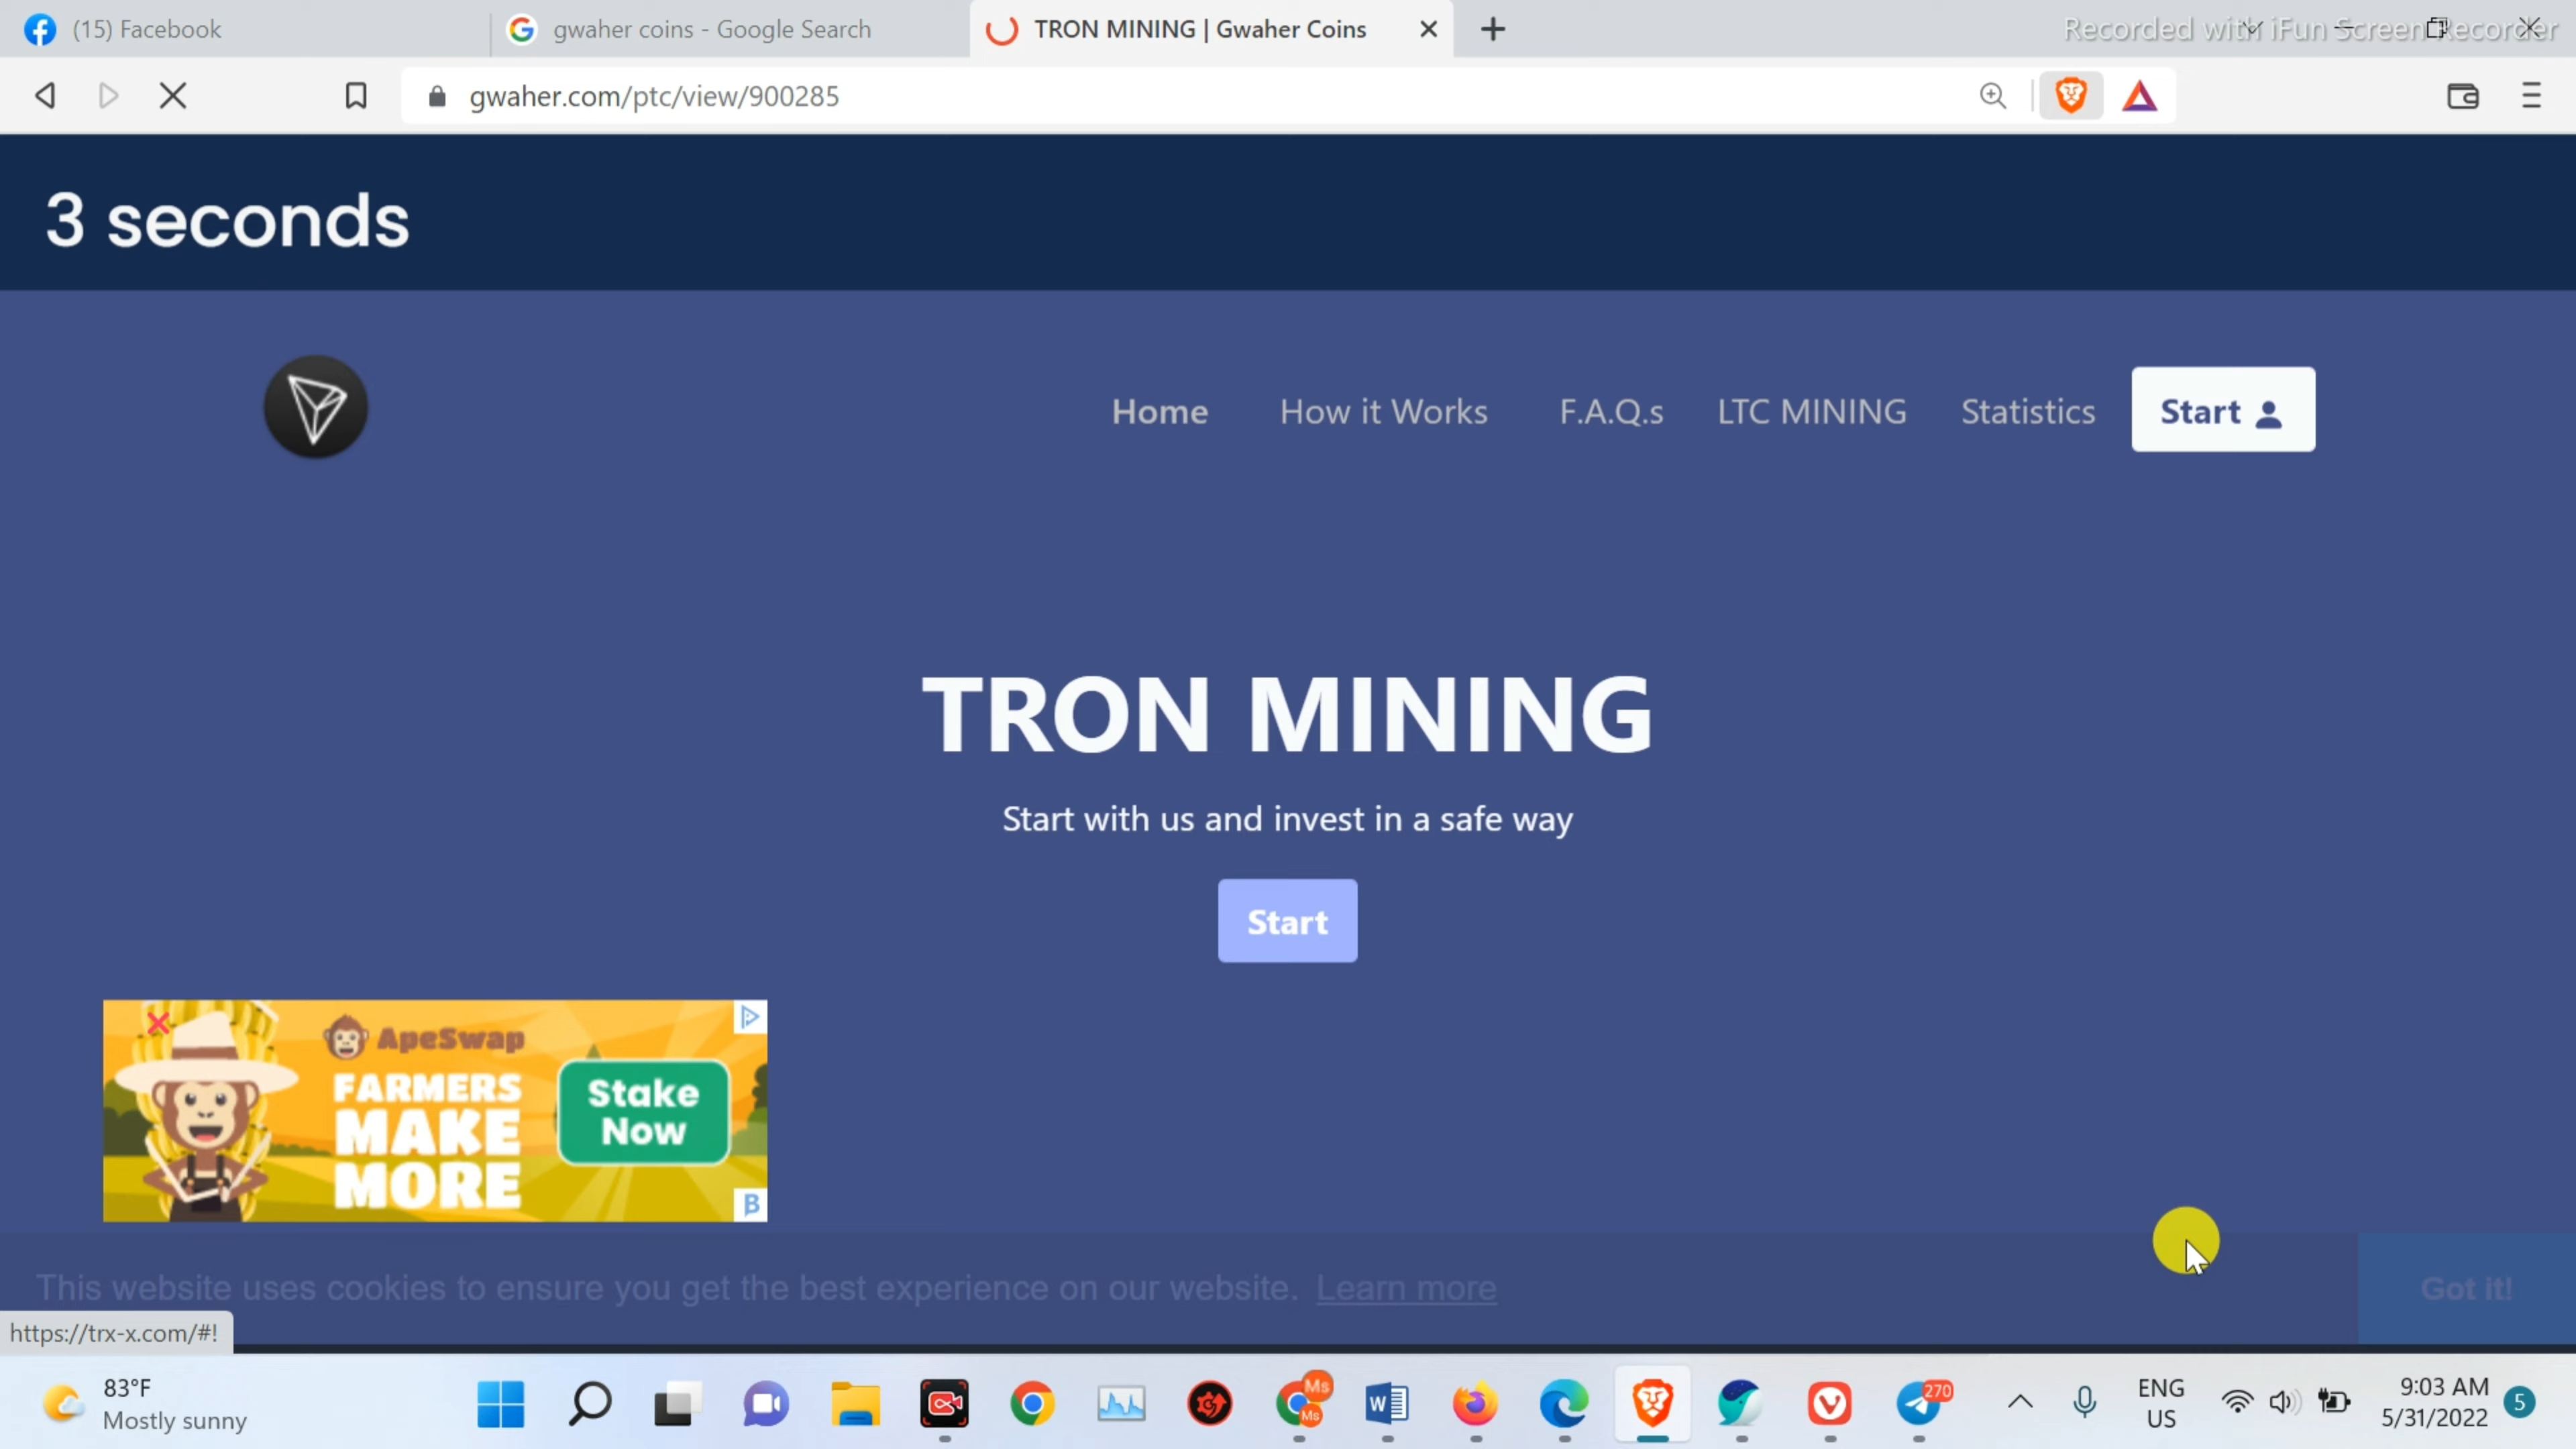 (15) Facebook
gwaher coins - Google Search
TRON MINING | Gwaher Coins
Recorded with iFun Screen Recorder
gwaher.com/ptc/view/900285
3 seconds
Home
How it Works
F.A.Q.s
LTC MINING
Statistics
Start
TRON MINING
Start with us and invest in a safe way
Start
ApeSwap
FARMERS
MAKE
MORE
Stake
Now
B
This website uses cookies to ensure you get the best experience on our website. Learn more
Got it!
https://trx-x.com/#!
83°F
Mostly sunny
Ms
Ms
W
270
ENG
US
9:03 AM
5/31/2022
5